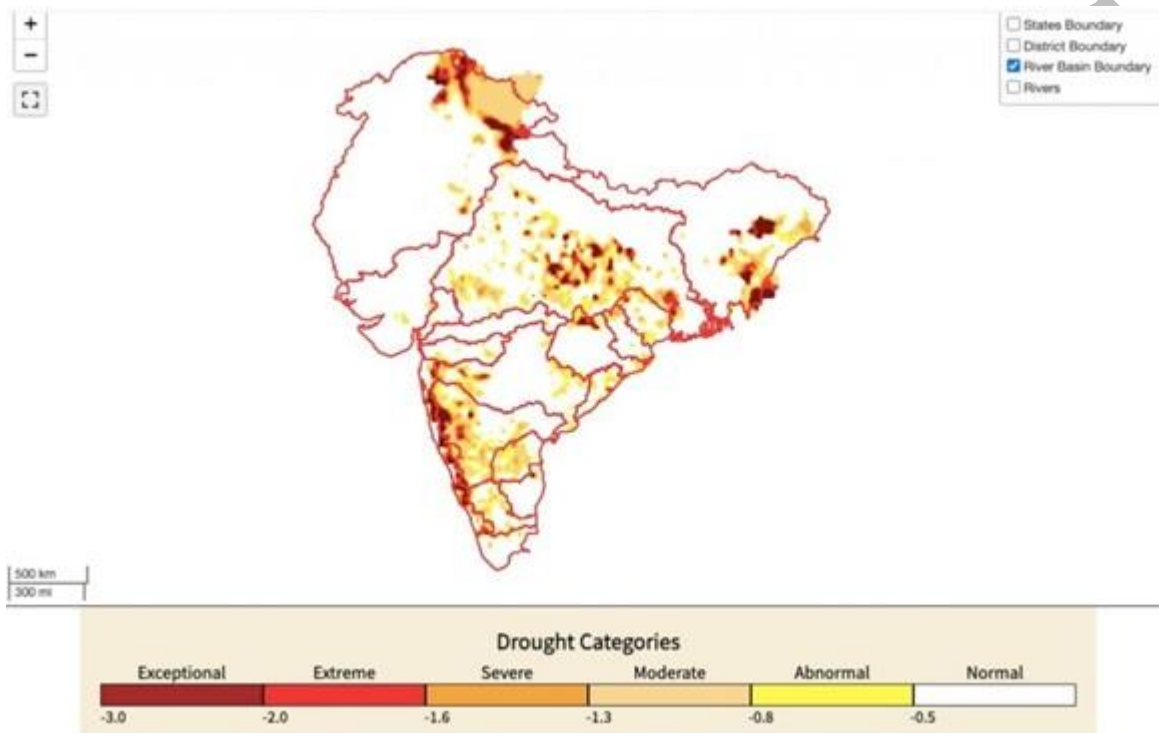 +
−
States Boundary
District Boundary
River Basin Boundary
Rivers
500 km
300 mi
Drought Categories
Exceptional Extreme Severe Moderate Abnormal Normal
-3.0 -2.0 -1.6 -1.3 -0.8 -0.5